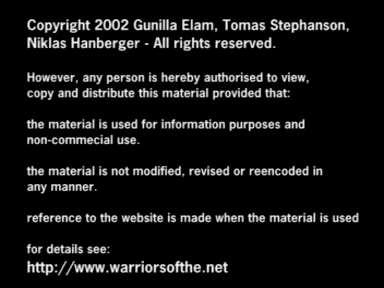 Copyright 2002 Gunilla Elam, Tomas Stephanson,
Niklas Hanberger - All rights reserved.
However, any person is hereby authorised to view,
copy and distribute this material provided that:
the material is used for information purposes and
non-commecial use.
the material is not modified, revised or reencoded in
any manner.
reference to the website is made when the material is used
for details see:
http://www.warriorsofthe.net